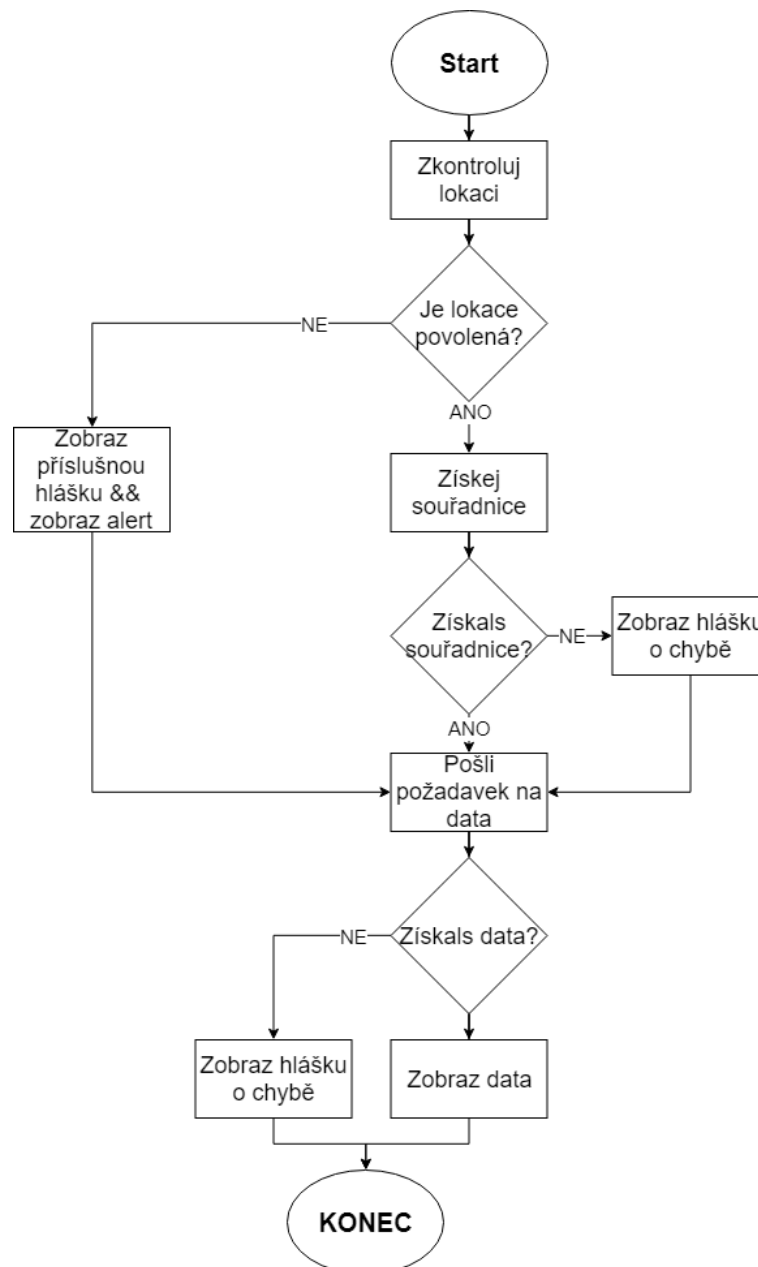 Start
Zkontroluj
lokaci
Je lokace
povolená?
NE
ANO
Zobraz
příslušnou
hlášku &&
zobraz alert
Získej
souřadnice
Získals
souřadnice?
NE
Zobraz hlášku
o chybě
ANO
Pošli
požadavek na
data
Získals data?
NE
Zobraz hlášku
o chybě
Zobraz data
KONEC